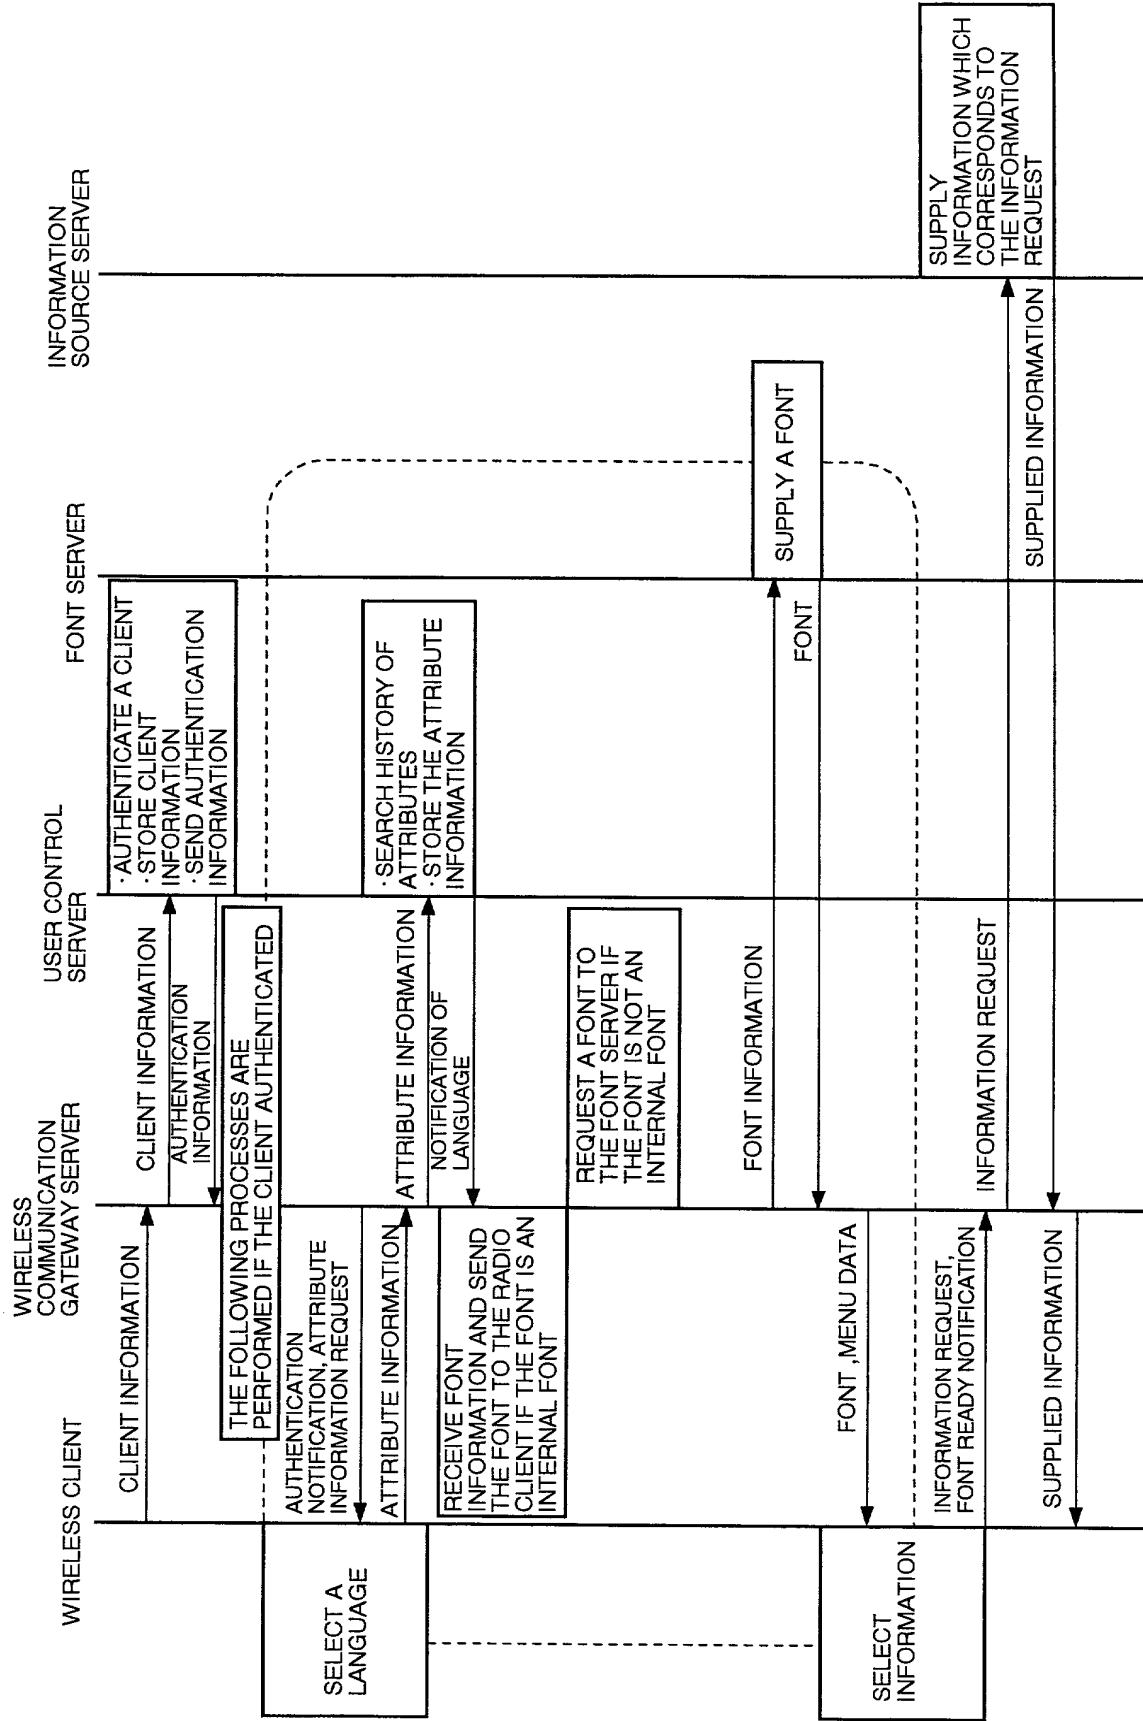 WIRELESS CLIENT
WIRELESS
COMMUNICATION
GATEWAY SERVER
USER CONTROL
SERVER
FONT SERVER
INFORMATION
SOURCE SERVER
CLIENT INFORMATION
CLIENT INFORMATION
AUTHENTICATION
INFORMATION
·AUTHENTICATE A CLIENT
·STORE CLIENT
INFORMATION
·SEND AUTHENTICATION
INFORMATION
THE FOLLOWING PROCESSES ARE
PERFORMED IF THE CLIENT AUTHENTICATED
SELECT A
LANGUAGE
AUTHENTICATION
NOTIFICATION, ATTRIBUTE
INFORMATION REQUEST
ATTRIBUTE INFORMATION
ATTRIBUTE INFORMATION
NOTIFICATION OF
LANGUAGE
·SEARCH HISTORY OF
ATTRIBUTES
·STORE THE ATTRIBUTE
INFORMATION
RECEIVE FONT
INFORMATION AND SEND
THE FONT TO THE RADIO
CLIENT IF THE FONT IS AN
INTERNAL FONT
REQUEST A FONT TO
THE FONT SERVER IF
THE FONT IS NOT AN
INTERNAL FONT
FONT INFORMATION
FONT
SUPPLY A FONT
FONT ,MENU DATA
SELECT
INFORMATION
INFORMATION REQUEST,
FONT READY NOTIFICATION
INFORMATION REQUEST
SUPPLIED INFORMATION
SUPPLY
INFORMATION WHICH
CORRESPONDS TO
THE INFORMATION
REQUEST
SUPPLIED INFORMATION